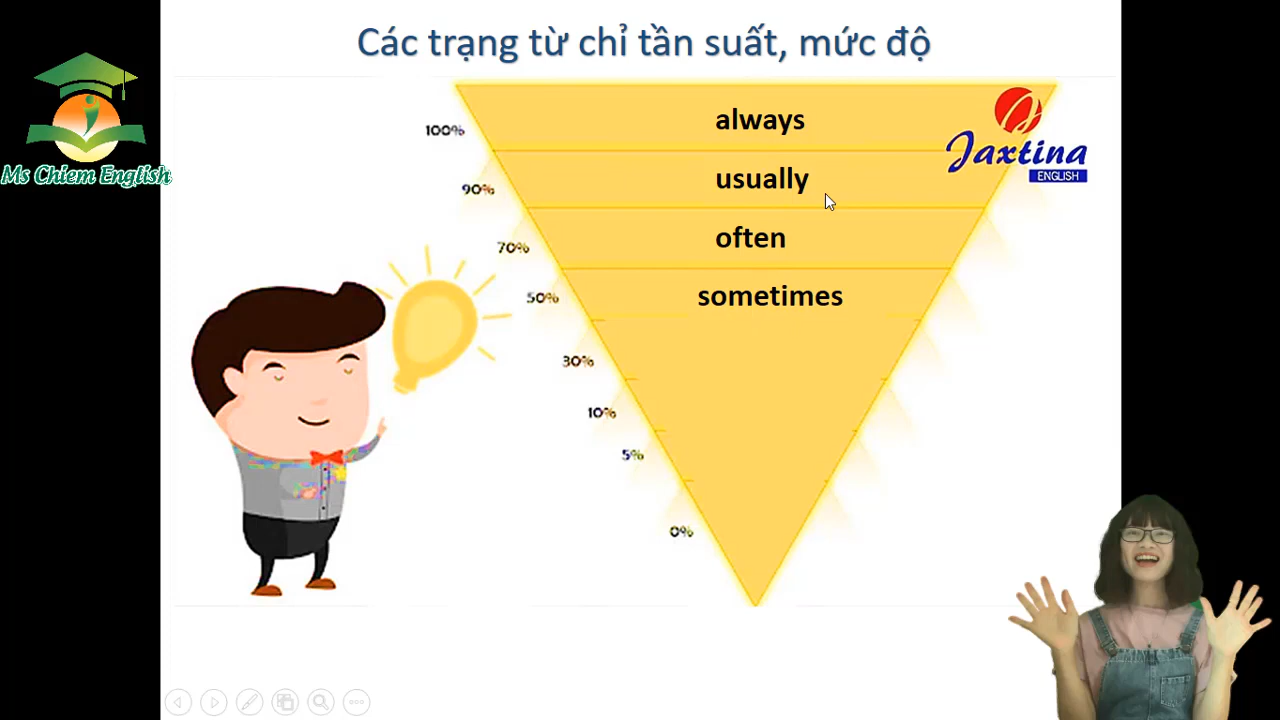 Các trạng từ chỉ tần suất, mức độ
Ms Chiem English
Jaxtina
ENGLISH
100%
always
90%
usually
70%
often
50%
sometimes
30%
10%
5%
0%